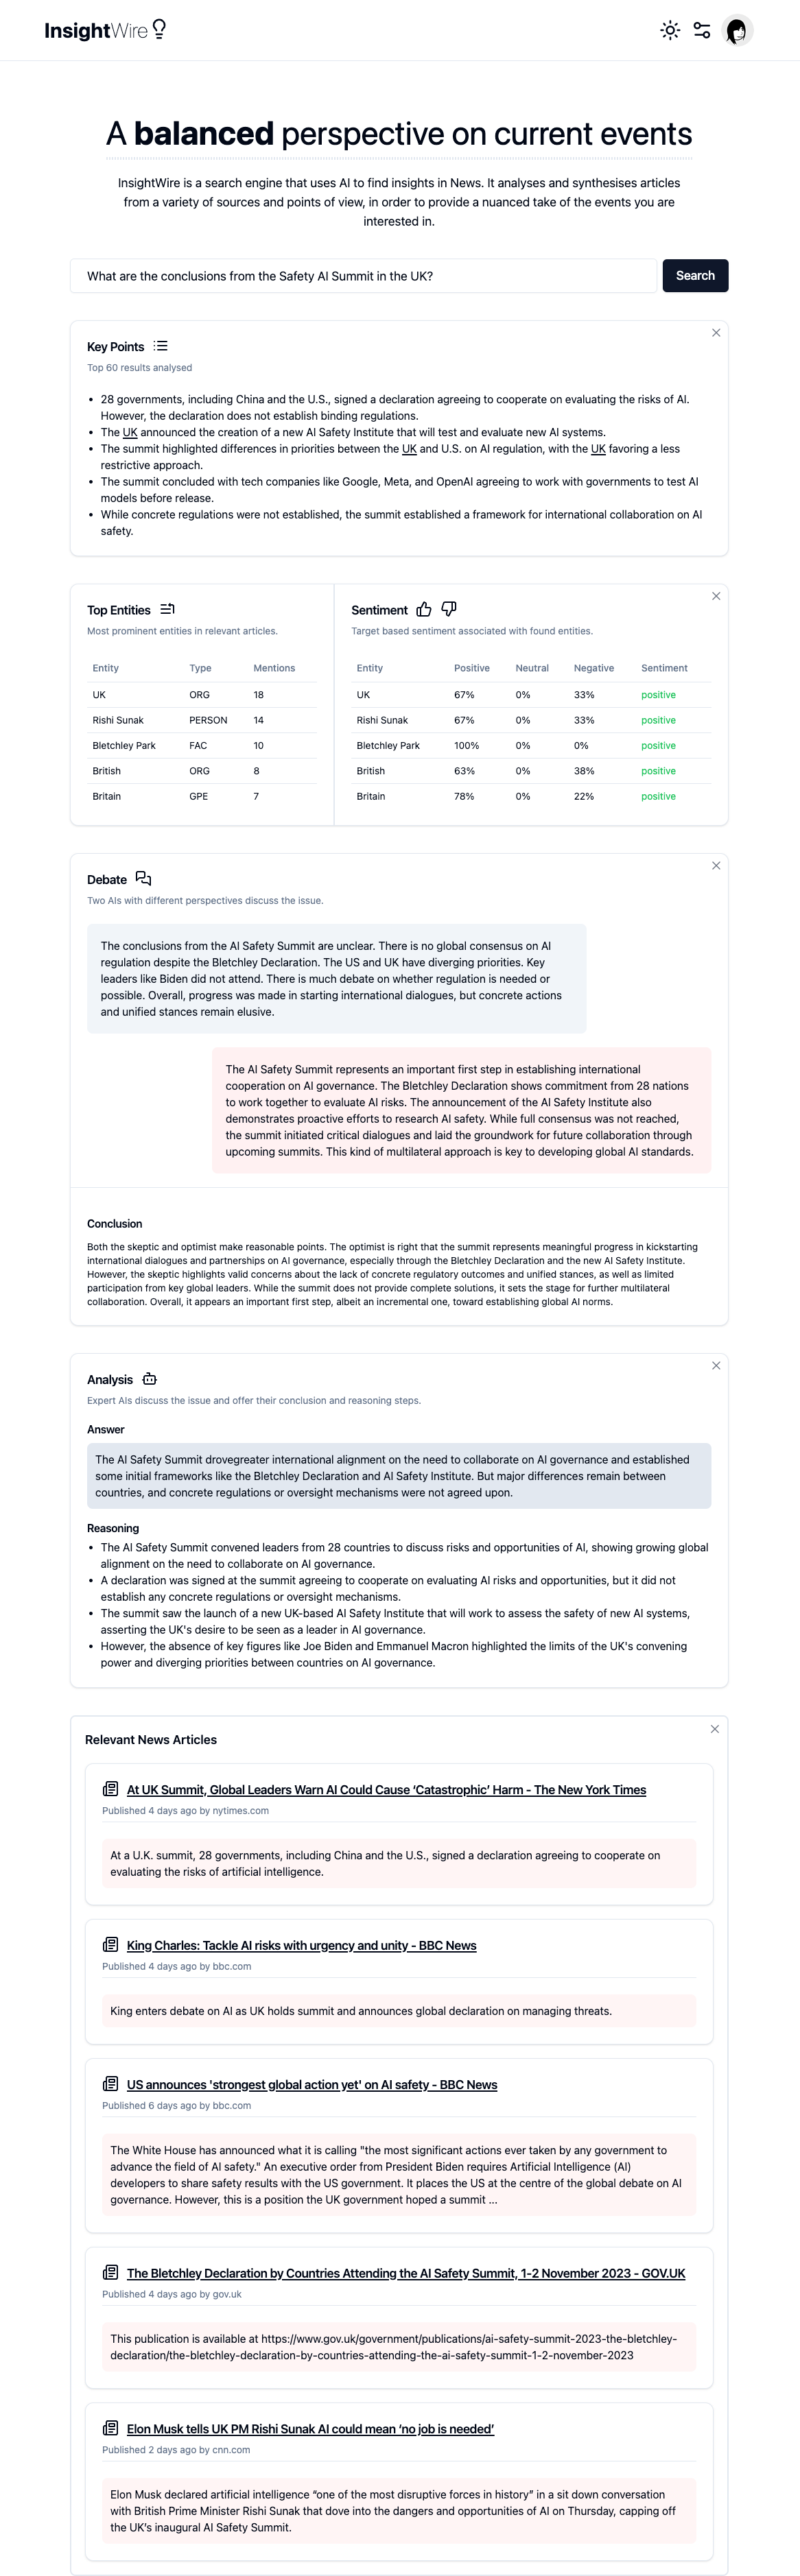 InsightWire
A balanced perspective on current events
InsightWire is a search engine that uses AI to find insights in News. It analyses and synthesises articles
from a variety of sources and points of view, in order to provide a nuanced take of the events you are
interested in.
What are the conclusions from the Safety AI Summit in the UK?
Search
Key Points
Top 60 results analysed
• 28 governments, including China and the U.S., signed a declaration agreeing to cooperate on evaluating the risks of AI.
However, the declaration does not establish binding regulations.
• The UK announced the creation of a new AI Safety Institute that will test and evaluate new AI systems.
• The summit highlighted differences in priorities between the UK and U.S. on AI regulation, with the UK favoring a less
restrictive approach.
• The summit concluded with tech companies like Google, Meta, and OpenAI agreeing to work with governments to test AI
models before release.
• While concrete regulations were not established, the summit established a framework for international collaboration on AI
safety.
Top Entities
Most prominent entities in relevant articles.
Entity Type Mentions
UK ORG 18
Rishi Sunak PERSON 14
Bletchley Park FAC 10
British ORG 8
Britain GPE 7
Sentiment
Target based sentiment associated with found entities.
Entity Positive Neutral Negative Sentiment
UK 67% 0% 33% positive
Rishi Sunak 67% 0% 33% positive
Bletchley Park 100% 0% 0% positive
British 63% 0% 38% positive
Britain 78% 0% 22% positive
Debate
Two AIs with different perspectives discuss the issue.
The conclusions from the AI Safety Summit are unclear. There is no global consensus on AI
regulation despite the Bletchley Declaration. The US and UK have diverging priorities. Key
leaders like Biden did not attend. There is much debate on whether regulation is needed or
possible. Overall, progress was made in starting international dialogues, but concrete actions
and unified stances remain elusive.
The AI Safety Summit represents an important first step in establishing international
cooperation on AI governance. The Bletchley Declaration shows commitment from 28 nations
to work together to evaluate AI risks. The announcement of the AI Safety Institute also
demonstrates proactive efforts to research AI safety. While full consensus was not reached,
the summit initiated critical dialogues and laid the groundwork for future collaboration through
upcoming summits. This kind of multilateral approach is key to developing global AI standards.
Conclusion
Both the skeptic and optimist make reasonable points. The optimist is right that the summit represents meaningful progress in kickstarting
international dialogues and partnerships on AI governance, especially through the Bletchley Declaration and the new AI Safety Institute.
However, the skeptic highlights valid concerns about the lack of concrete regulatory outcomes and unified stances, as well as limited
participation from key global leaders. While the summit does not provide complete solutions, it sets the stage for further multilateral
collaboration. Overall, it appears an important first step, albeit an incremental one, toward establishing global AI norms.
Analysis
Expert AIs discuss the issue and offer their conclusion and reasoning steps.
Answer
The AI Safety Summit drovegreater international alignment on the need to collaborate on AI governance and established
some initial frameworks like the Bletchley Declaration and AI Safety Institute. But major differences remain between
countries, and concrete regulations or oversight mechanisms were not agreed upon.
Reasoning
• The AI Safety Summit convened leaders from 28 countries to discuss risks and opportunities of AI, showing growing global
alignment on the need to collaborate on AI governance.
• A declaration was signed at the summit agreeing to cooperate on evaluating AI risks and opportunities, but it did not
establish any concrete regulations or oversight mechanisms.
• The summit saw the launch of a new UK-based AI Safety Institute that will work to assess the safety of new AI systems,
asserting the UK's desire to be seen as a leader in AI governance.
• However, the absence of key figures like Joe Biden and Emmanuel Macron highlighted the limits of the UK's convening
power and diverging priorities between countries on AI governance.
Relevant News Articles
At UK Summit, Global Leaders Warn AI Could Cause ‘Catastrophic’ Harm - The New York Times
Published 4 days ago by nytimes.com
At a U.K. summit, 28 governments, including China and the U.S., signed a declaration agreeing to cooperate on
evaluating the risks of artificial intelligence.
King Charles: Tackle AI risks with urgency and unity - BBC News
Published 4 days ago by bbc.com
King enters debate on AI as UK holds summit and announces global declaration on managing threats.
US announces 'strongest global action yet' on AI safety - BBC News
Published 6 days ago by bbc.com
The White House has announced what it is calling "the most significant actions ever taken by any government to
advance the field of AI safety." An executive order from President Biden requires Artificial Intelligence (AI)
developers to share safety results with the US government. It places the US at the centre of the global debate on AI
governance. However, this is a position the UK government hoped a summit ...
The Bletchley Declaration by Countries Attending the AI Safety Summit, 1-2 November 2023 - GOV.UK
Published 4 days ago by gov.uk
This publication is available at https://www.gov.uk/government/publications/ai-safety-summit-2023-the-bletchley-
declaration/the-bletchley-declaration-by-countries-attending-the-ai-safety-summit-1-2-november-2023
Elon Musk tells UK PM Rishi Sunak AI could mean ‘no job is needed’
Published 2 days ago by cnn.com
Elon Musk declared artificial intelligence “one of the most disruptive forces in history” in a sit down conversation
with British Prime Minister Rishi Sunak that dove into the dangers and opportunities of AI on Thursday, capping off
the UK’s inaugural AI Safety Summit.